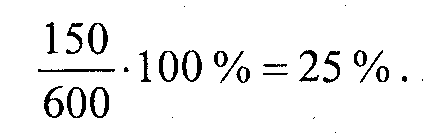 150/600 · 100 % = 25 % .